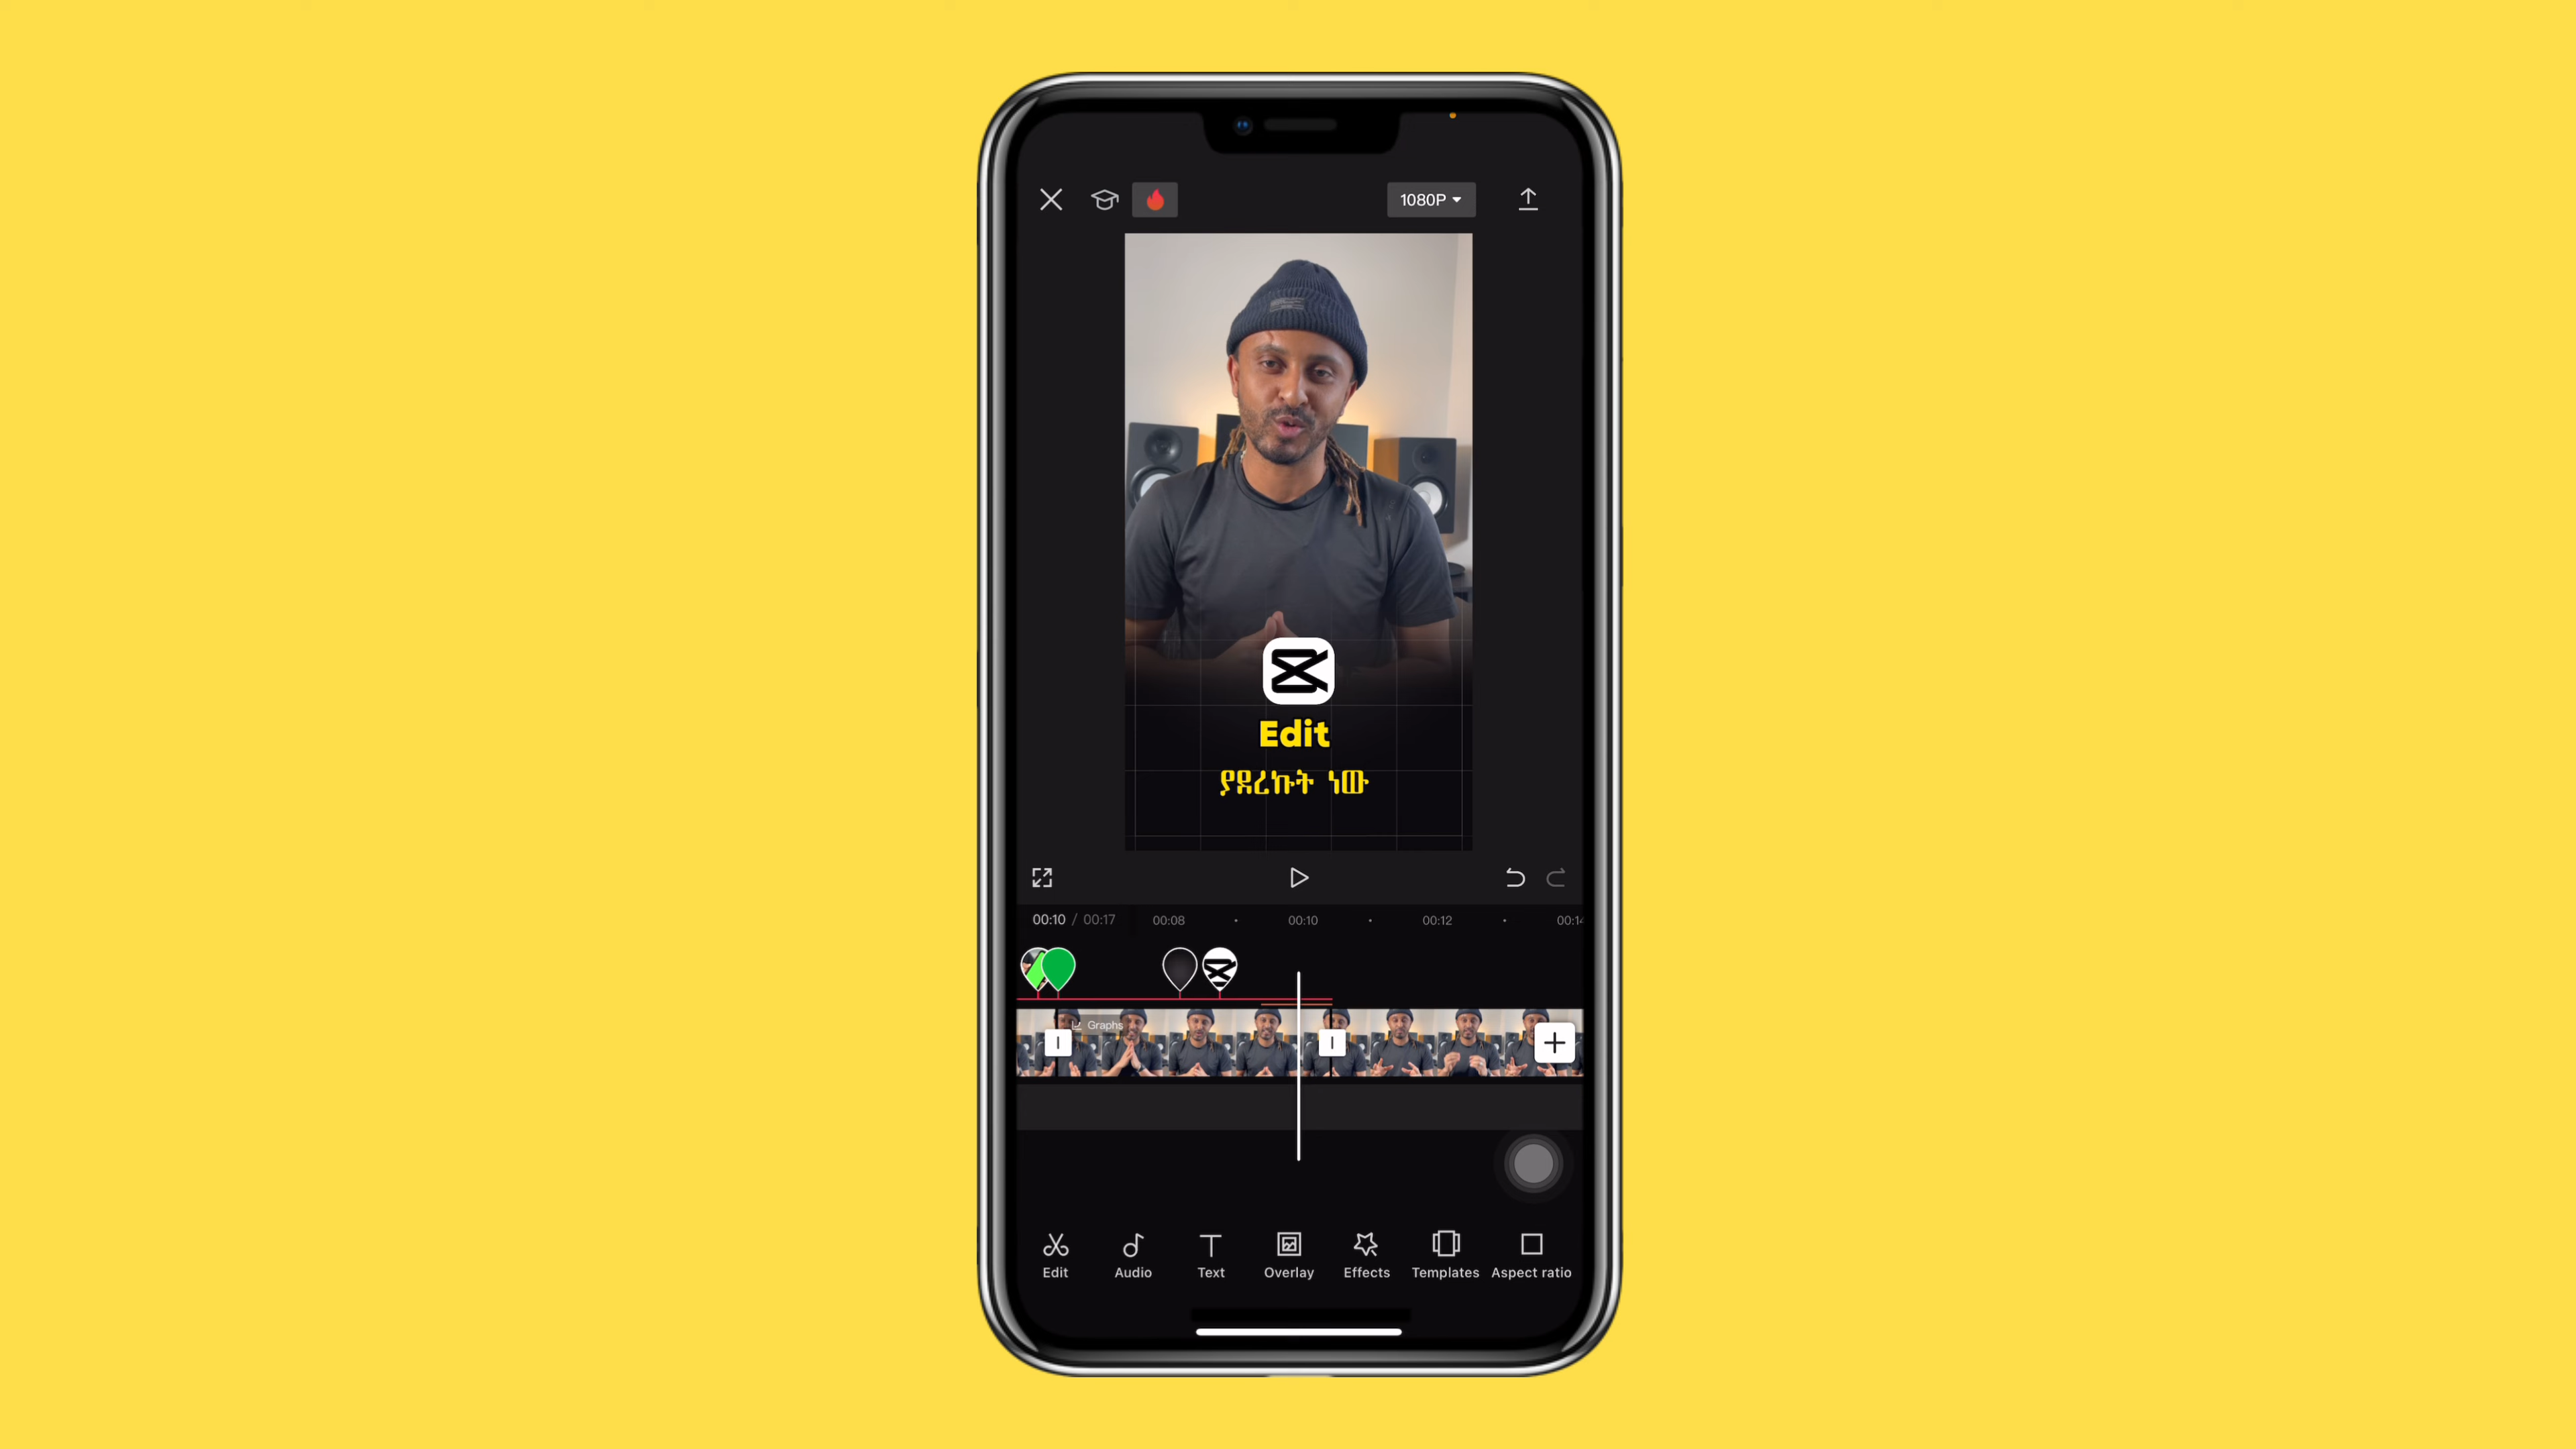 1080P
Edit
ያደረኩት ነው
00:10 / 00:17
00:08
00:10
00:12
Graphs
Edit
Audio
Text
Overlay
Effects
Templates
Aspect ratio